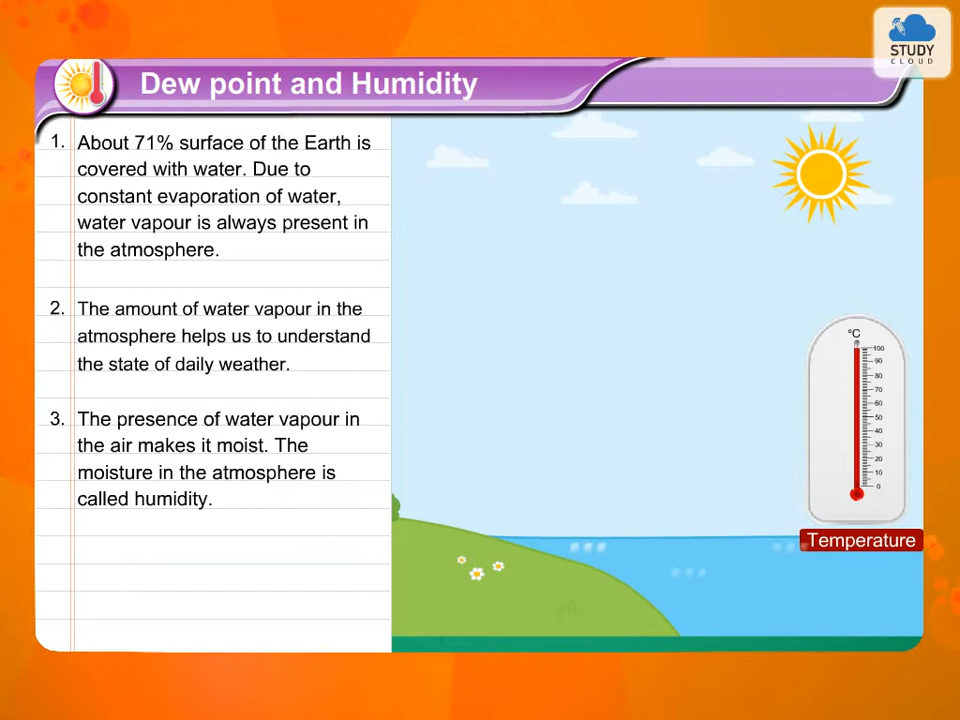 STUDY
CLOUD
Dew point and Humidity
1. About 71% surface of the Earth is
covered with water. Due to
constant evaporation of water,
water vapour is always present in
the atmosphere.
2. The amount of water vapour in the
atmosphere helps us to understand
the state of daily weather.
3. The presence of water vapour in
the air makes it moist. The
moisture in the atmosphere is
called humidity.
°C
100
90
80
70
60
50
40
30
20
10
0
Temperature